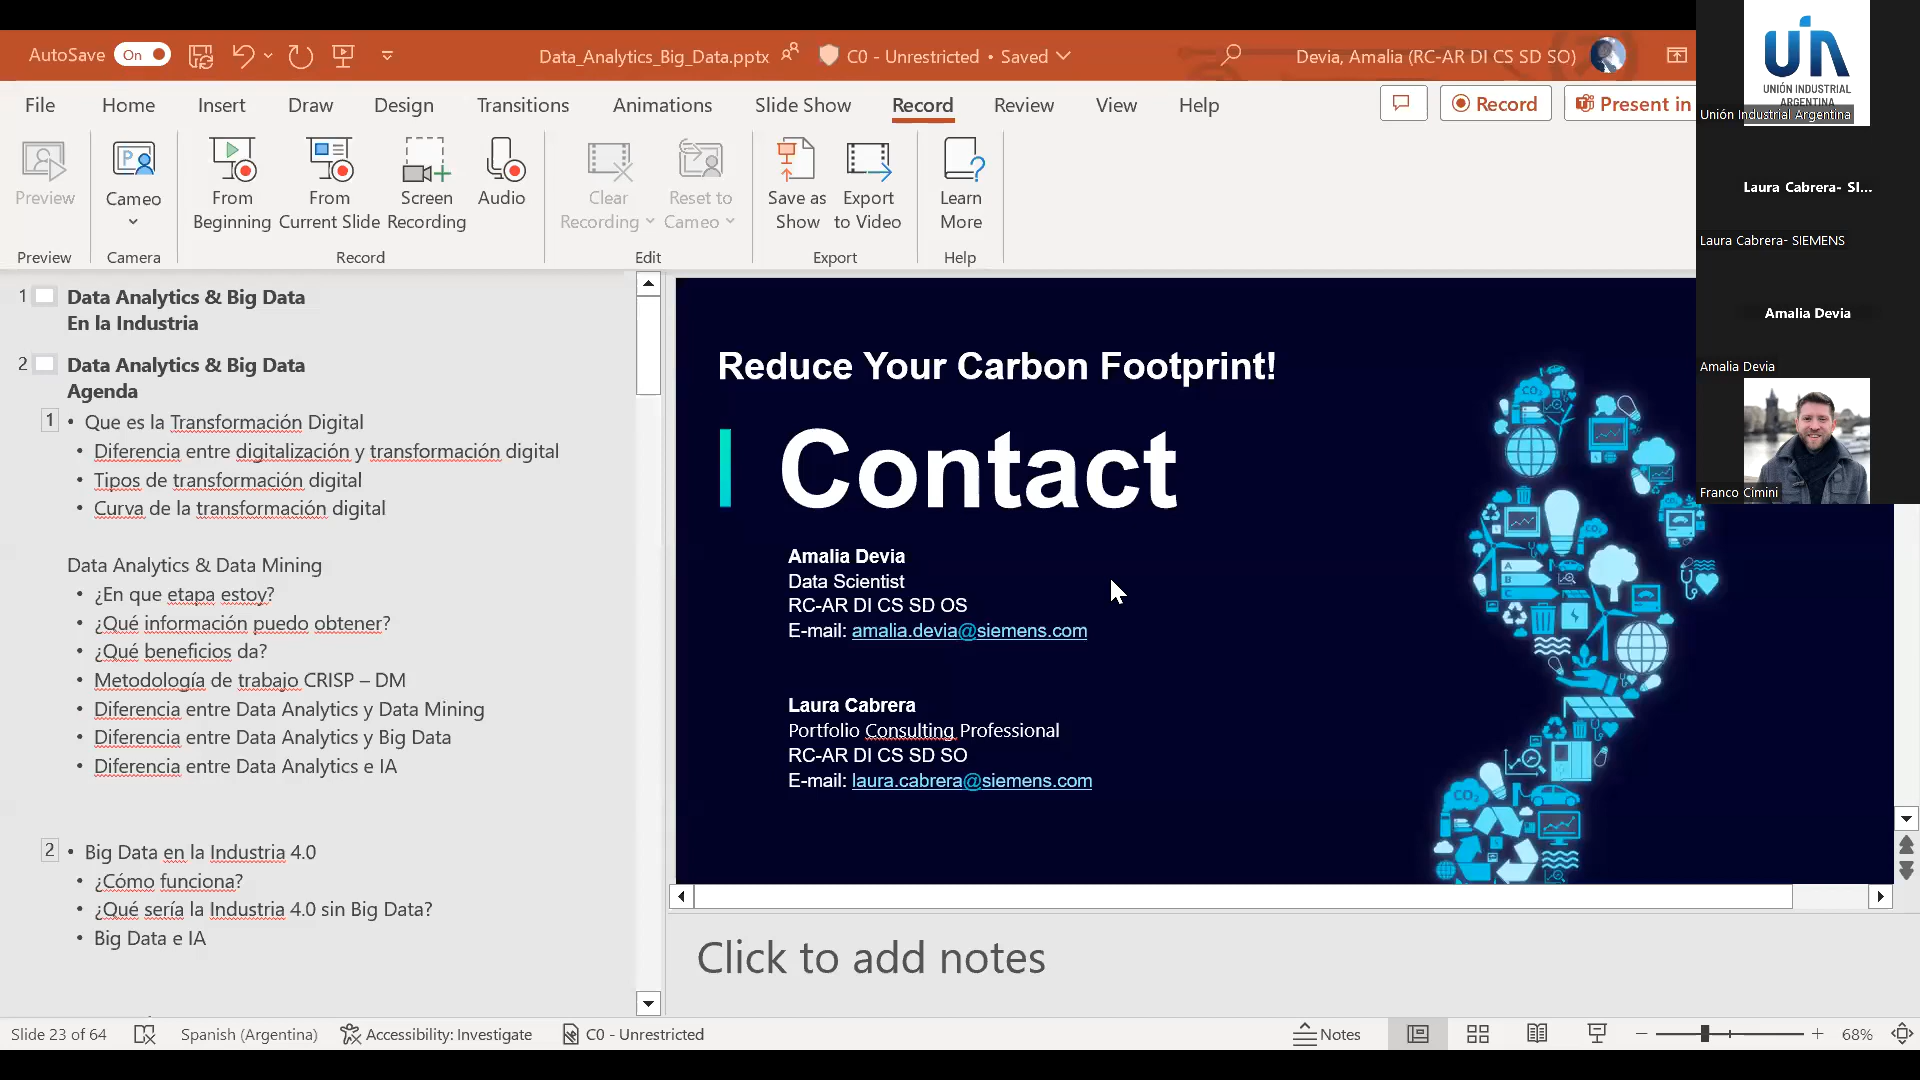 AutoSave
On
Data_Analytics_Big_Data.pptx
C0 - Unrestricted • Saved
Devia, Amalia (RC-AR DI CS SD SO)
File
Home
Insert
Draw
Design
Transitions
Animations
Slide Show
Record
Review
View
Help
Record
Present in
Preview
Cameo
From
Beginning
From
Current Slide
Screen
Recording
Audio
Clear
Recording
Reset to
Cameo
Save as
Show
Export
to Video
Learn
More
Preview
Camera
Record
Edit
Export
Help
1
Data Analytics & Big Data
En la Industria
2
Data Analytics & Big Data
Agenda
1
• Que es la Transformación Digital
• Diferencia entre digitalización y transformación digital
• Tipos de transformación digital
• Curva de la transformación digital
Data Analytics & Data Mining
• ¿En que etapa estoy?
• ¿Qué información puedo obtener?
• ¿Qué beneficios da?
• Metodología de trabajo CRISP – DM
• Diferencia entre Data Analytics y Data Mining
• Diferencia entre Data Analytics y Big Data
• Diferencia entre Data Analytics e IA
2
• Big Data en la Industria 4.0
• ¿Cómo funciona?
• ¿Qué sería la Industria 4.0 sin Big Data?
• Big Data e IA
Reduce Your Carbon Footprint!
Contact
Amalia Devia
Data Scientist
RC-AR DI CS SD OS
E-mail: amalia.devia@siemens.com
Laura Cabrera
Portfolio Consulting Professional
RC-AR DI CS SD SO
E-mail: laura.cabrera@siemens.com
CO2
A
B
C
CO2
Click to add notes
UIA
UNIÓN INDUSTRIAL
ARGENTINA
Unión Industrial Argentina
Laura Cabrera- SI...
Laura Cabrera- SIEMENS
Amalia Devia
Amalia Devia
Franco Cimini
Slide 23 of 64
Spanish (Argentina)
Accessibility: Investigate
C0 - Unrestricted
Notes
68%